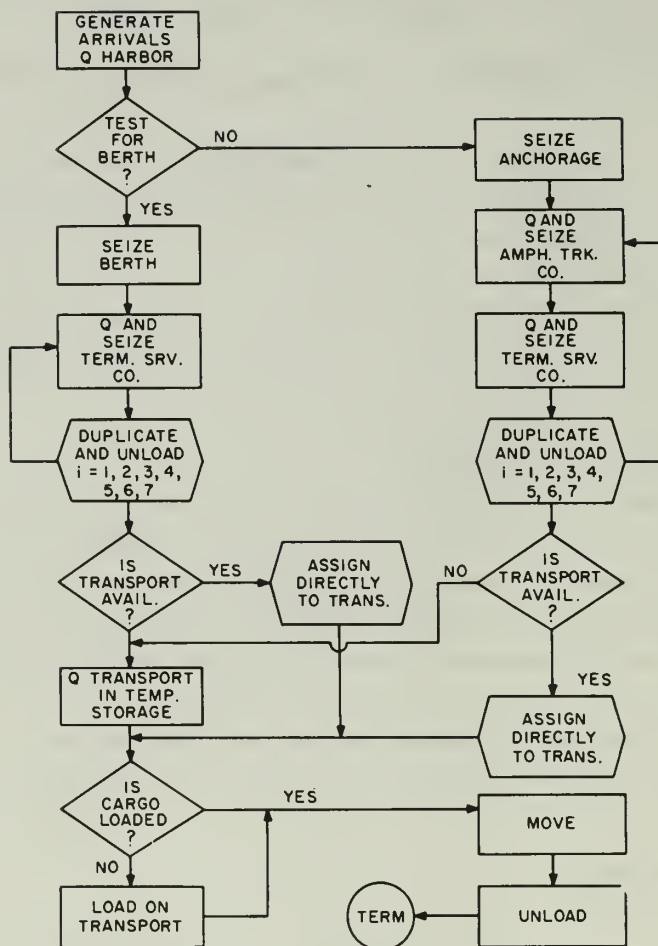 GENERATE
ARRIVALS
Q HARBOR
TEST
FOR
BERTH
?
NO
SEIZE
ANCHORAGE
YES
SEIZE
BERTH
Q AND
SEIZE
AMPH. TRK.
CO.
Q AND
SEIZE
TERM. SRV.
CO.
Q AND
SEIZE
TERM. SRV.
CO.
DUPLICATE
AND UNLOAD
i = 1, 2, 3, 4,
5, 6, 7
DUPLICATE
AND UNLOAD
i = 1, 2, 3, 4,
5, 6, 7
IS
TRANSPORT
AVAIL.
?
YES
ASSIGN
DIRECTLY
TO TRANS.
NO
IS
TRANSPORT
AVAIL.
?
YES
Q TRANSPORT
IN TEMP.
STORAGE
ASSIGN
DIRECTLY
TO TRANS.
IS
CARGO
LOADED
?
YES
MOVE
NO
LOAD ON
TRANSPORT
TERM
UNLOAD